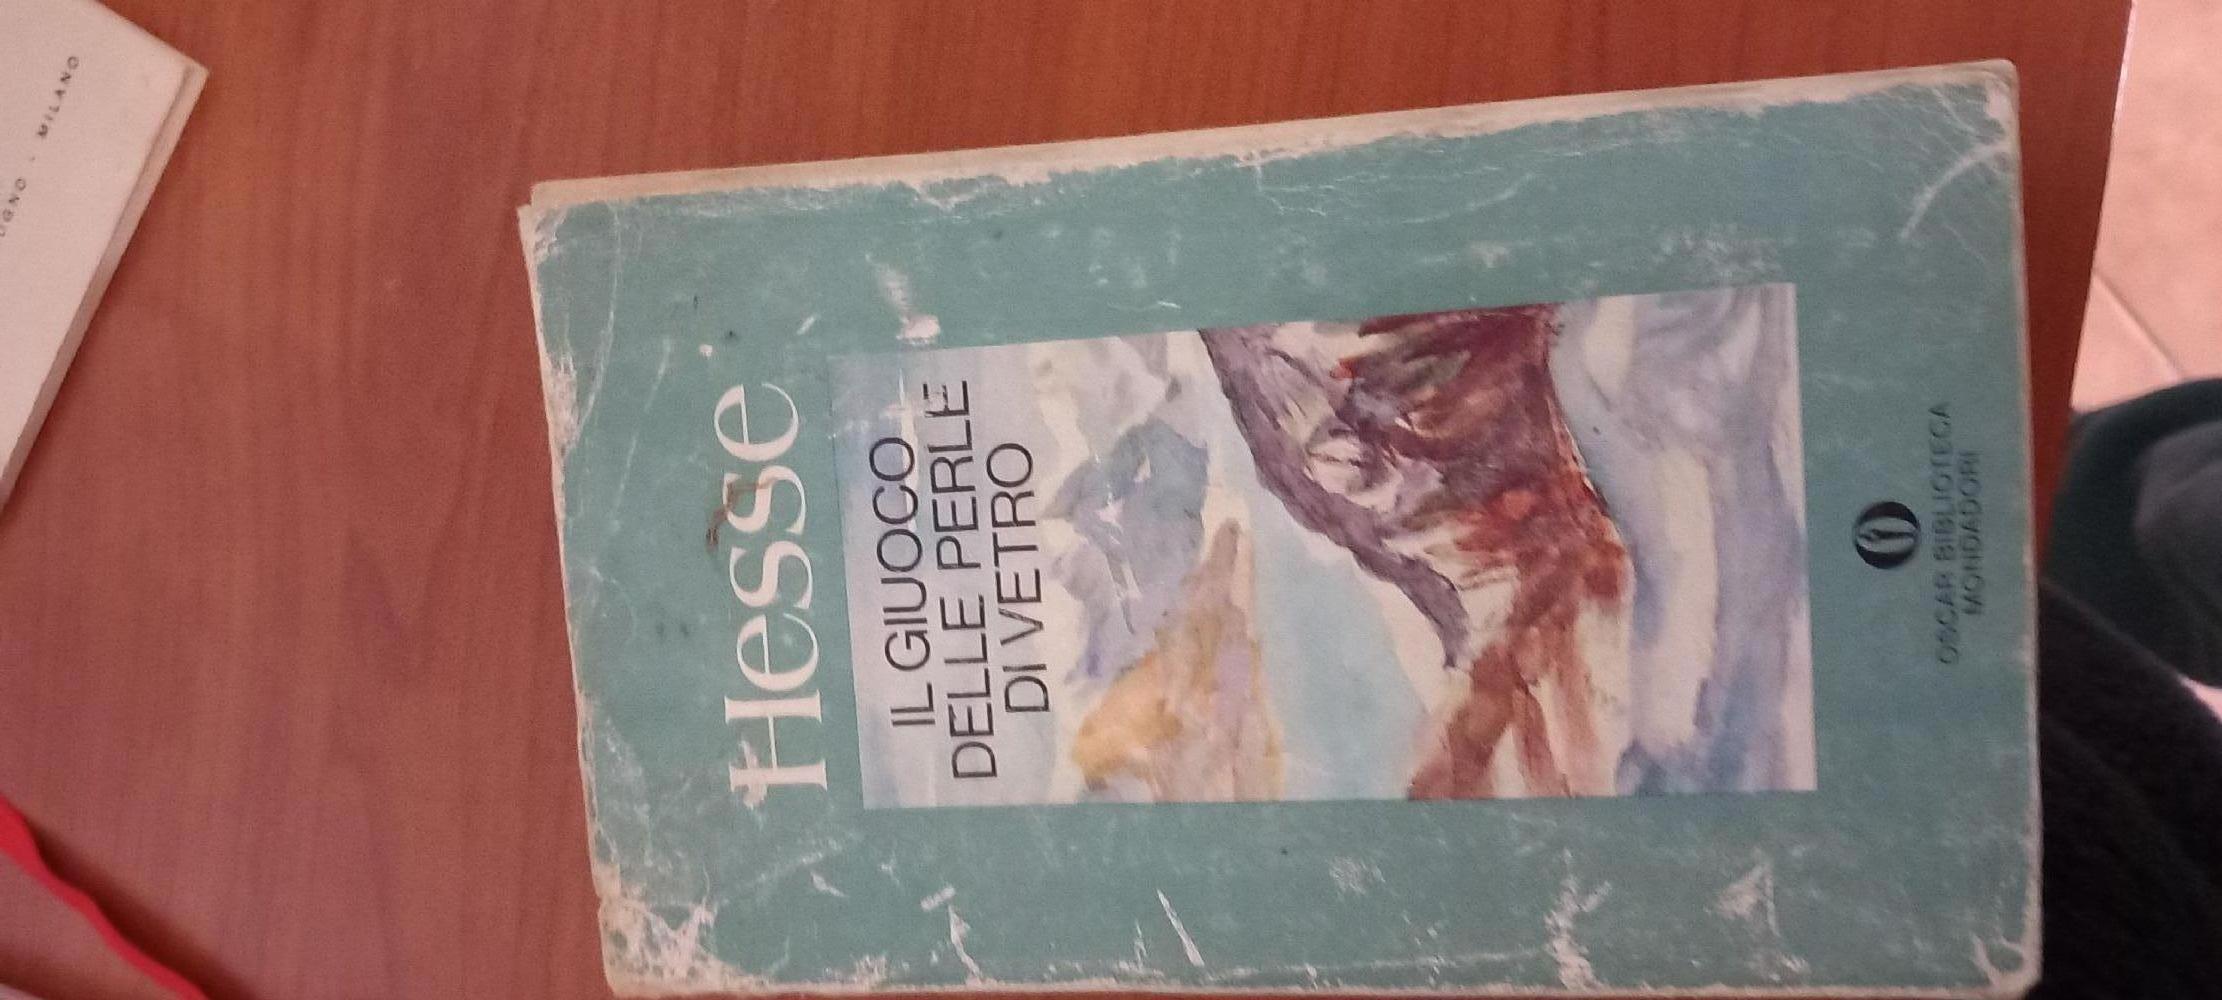 Hesse
IL GIUOCO
DELLE PERLE
DI VETRO
OSCAR BIBLIOTECA
MONDADORI
MILANO